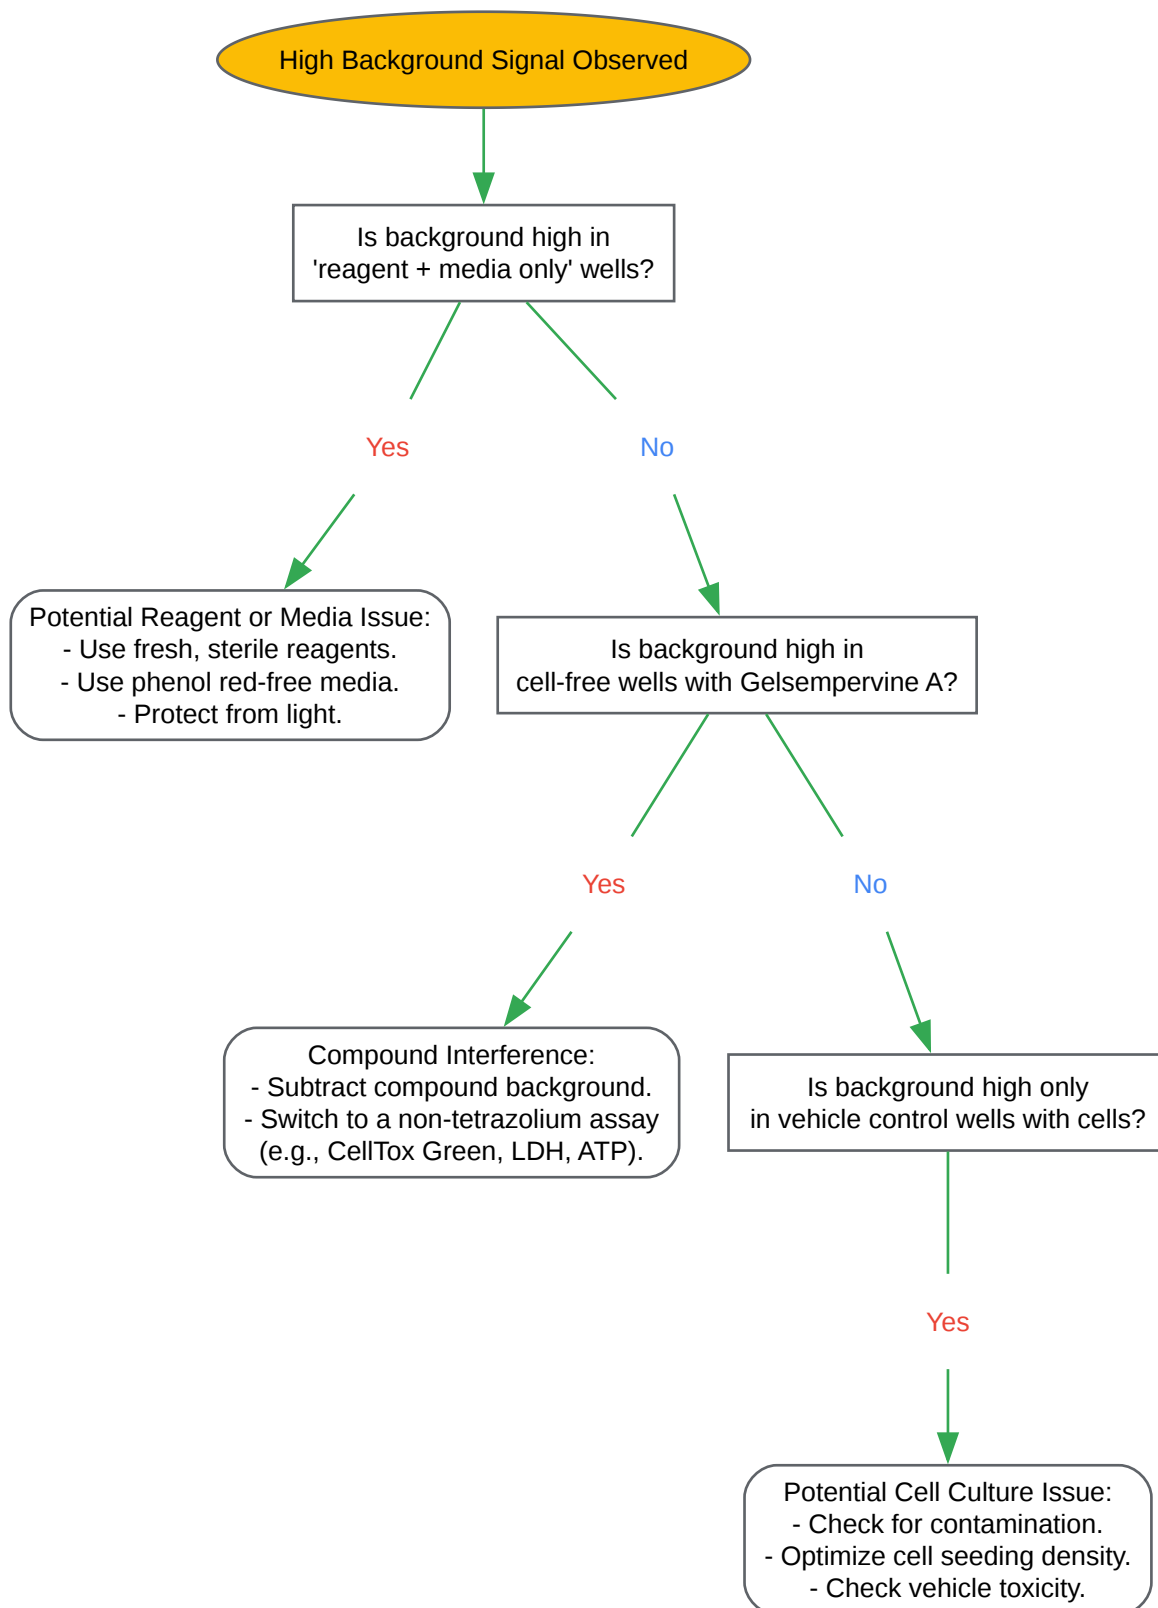 High Background Signal Observed
Is background high in
'reagent + media only' wells?
Yes
No
Potential Reagent or Media Issue:
- Use fresh, sterile reagents.
- Use phenol red-free media.
- Protect from light.
Is background high in
cell-free wells with Gelsempervine A?
Yes
No
Compound Interference:
- Subtract compound background.
- Switch to a non-tetrazolium assay
(e.g., CellTox Green, LDH, ATP).
Is background high only
in vehicle control wells with cells?
Yes
Potential Cell Culture Issue:
- Check for contamination.
- Optimize cell seeding density.
- Check vehicle toxicity.